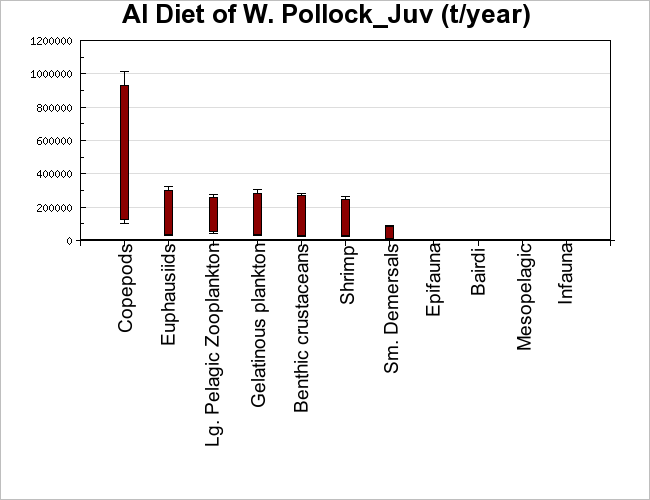 AI Diet of W. Pollock_Juv (t/year)
1200000
1000000
800000
600000
400000
200000
0
Copepods
Euphausiids
Lg. Pelagic Zooplankton
Gelatinous plankton
Benthic crustaceans
Shrimp
Sm. Demersals
Epifauna
Bairdi
Mesopelagic
Infauna